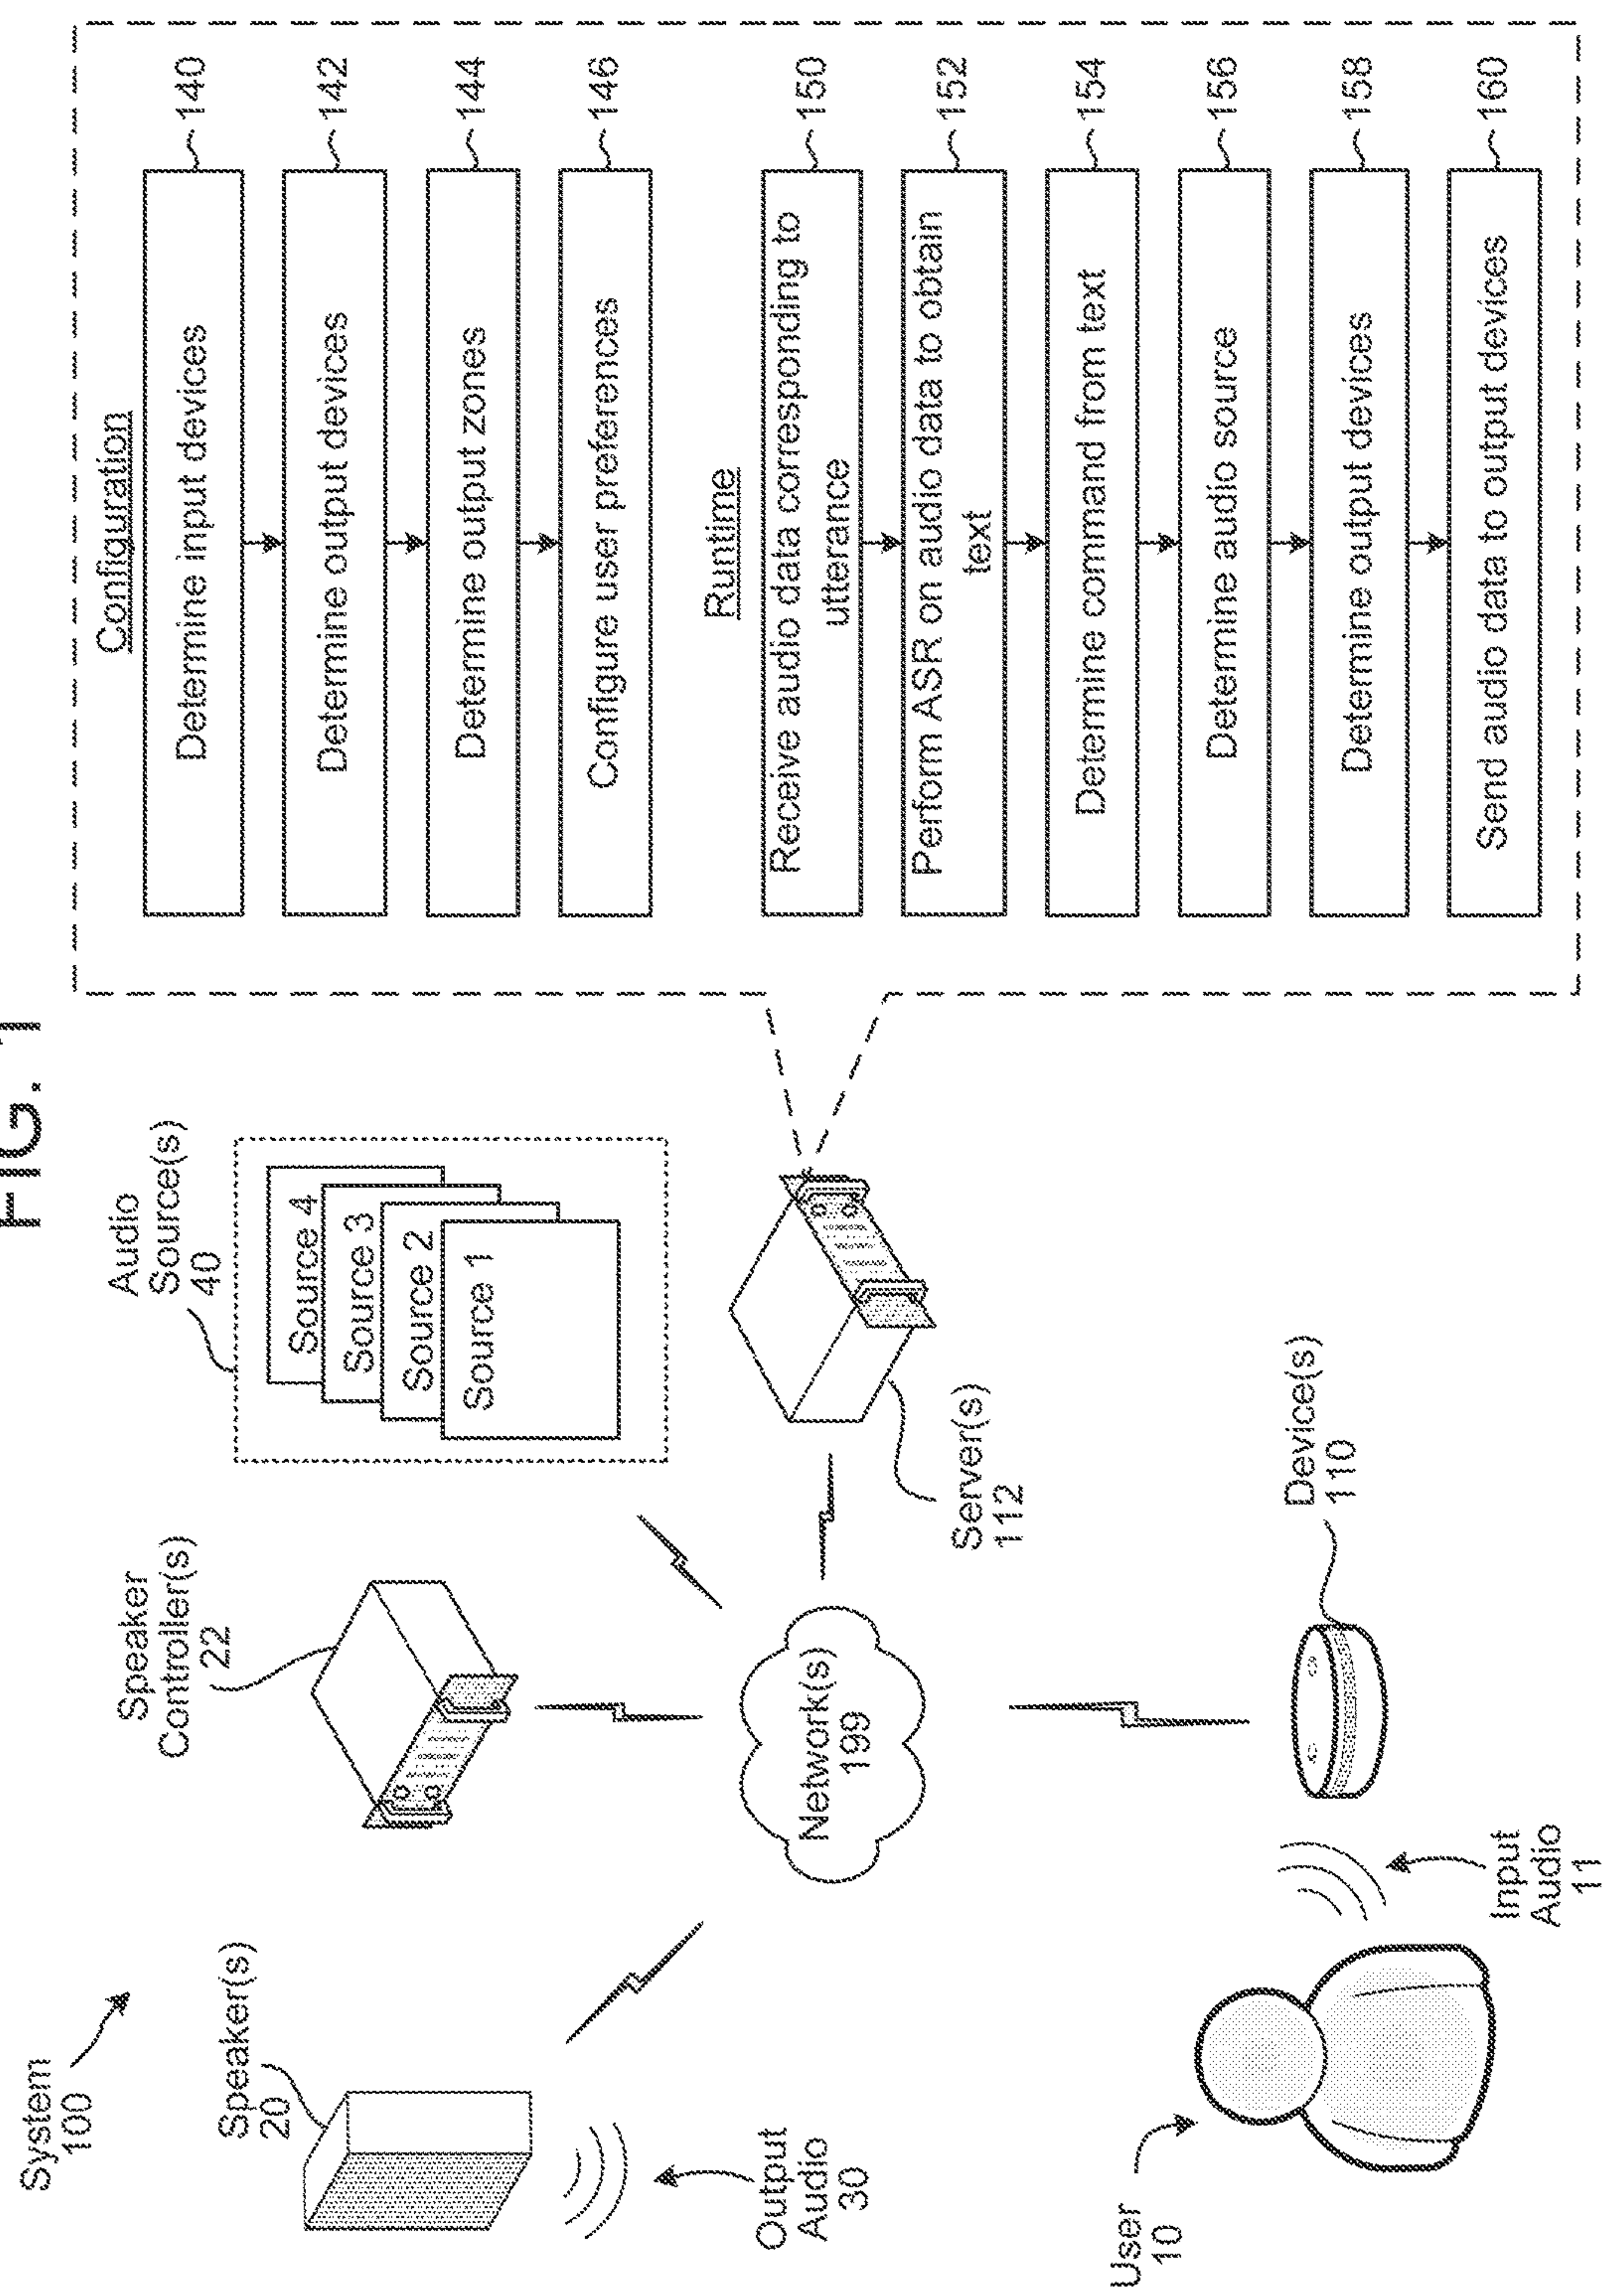 FIG. 1
System
100
Speaker(s)
20
Output
Audio
30
Speaker
Controller(s)
22
Audio
Source(s)
40
Source 4
Source 3
Source 2
Source 1
Network(s)
199
Server(s)
112
User
10
Input
Audio
11
Device(s)
110
Configuration
Determine input devices
140
Determine output devices
142
Determine output zones
144
Configure user preferences
146
Runtime
Receive audio data corresponding to
utterance
150
Perform ASR on audio data to obtain
text
152
Determine command from text
154
Determine audio source
156
Determine output devices
158
Send audio data to output devices
160